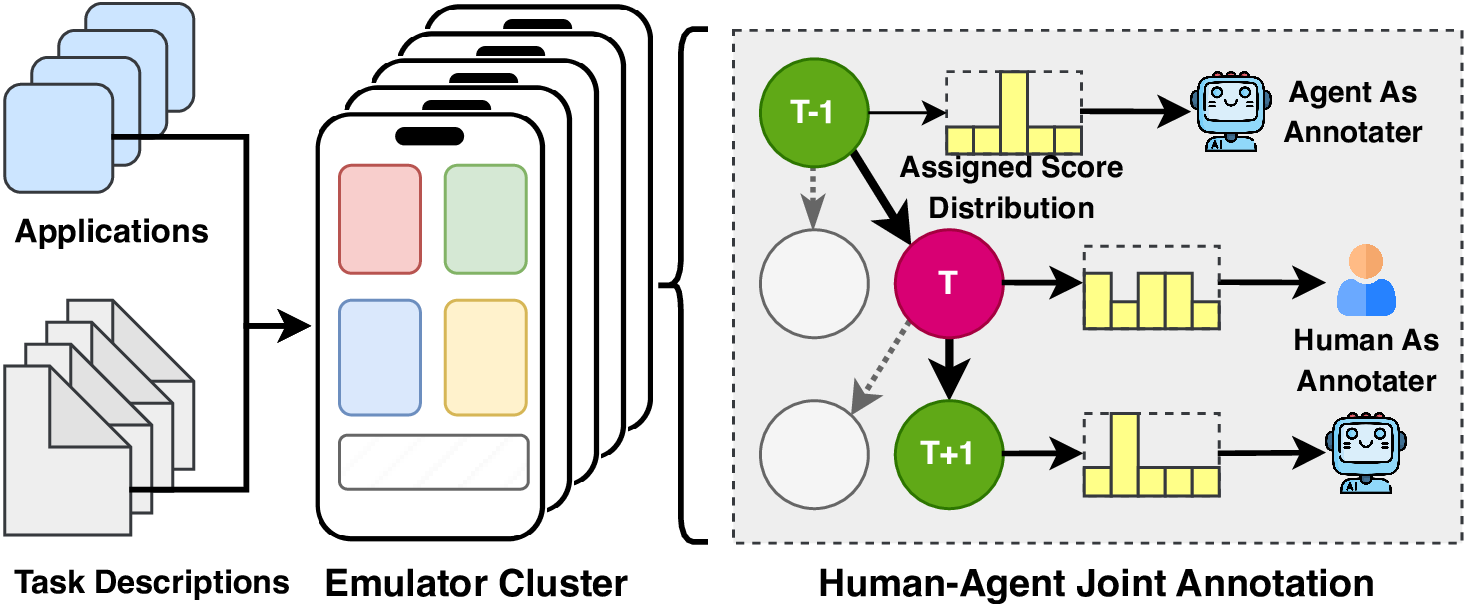 Applications
Task Descriptions
Emulator Cluster
T-1
Assigned Score
Distribution
AI
Agent As
Annotater
T
Human As
Annotater
T+1
AI
Human-Agent Joint Annotation